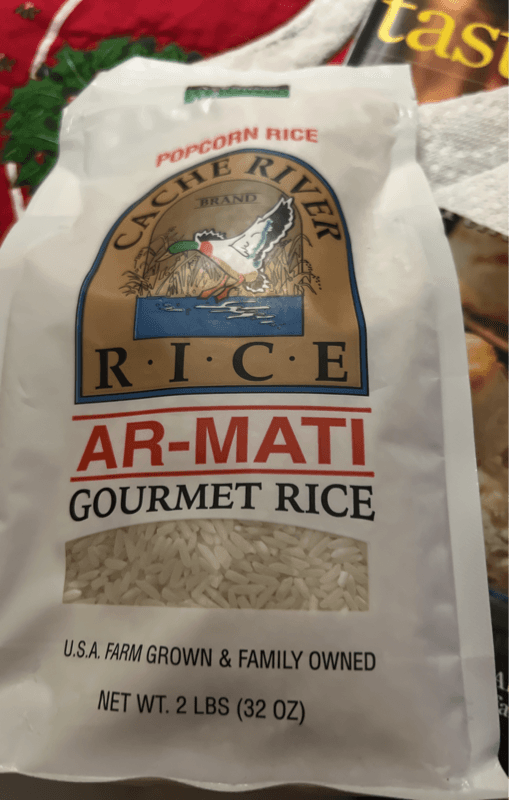 tast
POPCORN RICE
CACHE RIVER
BRAND
R·I·C·E
AR-MATI
GOURMET RICE
U.S.A. FARM GROWN & FAMILY OWNED
NET WT. 2 LBS (32 OZ)